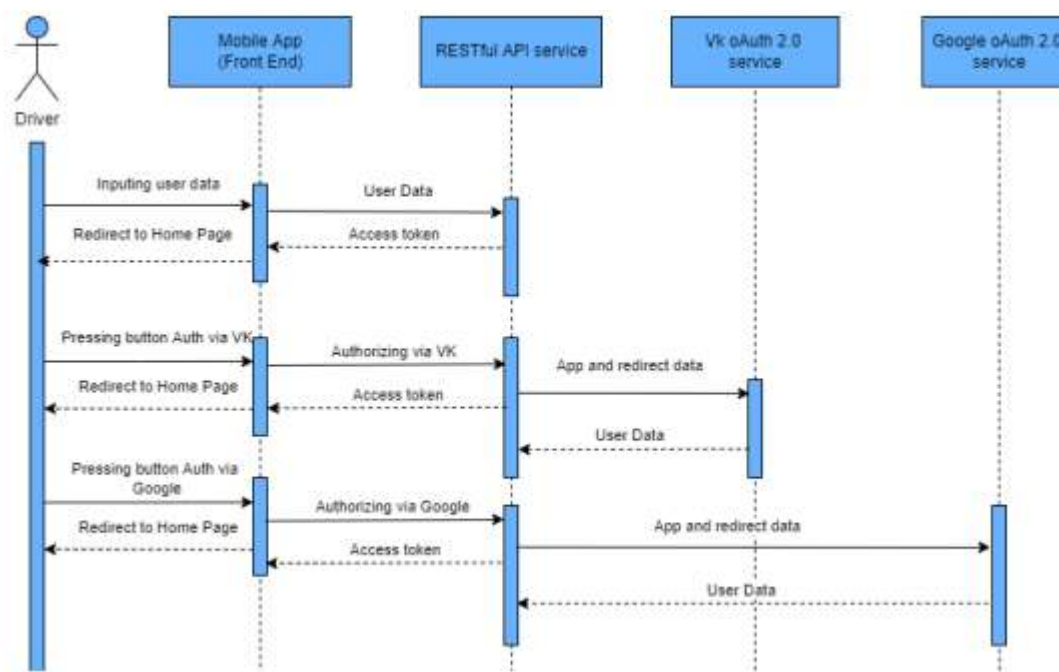 Mobile App
(Front End)
RESTful API service
Vk oAuth 2.0
service
Google oAuth 2.0
service
Driver
Inputing user data
User Data
Redirect to Home Page
Access token
Pressing button Auth via VK
Authorizing via VK
App and redirect data
Redirect to Home Page
Access token
User Data
Pressing button Auth via
Google
Authorizing via Google
Redirect to Home Page
App and redirect data
Access token
User Data